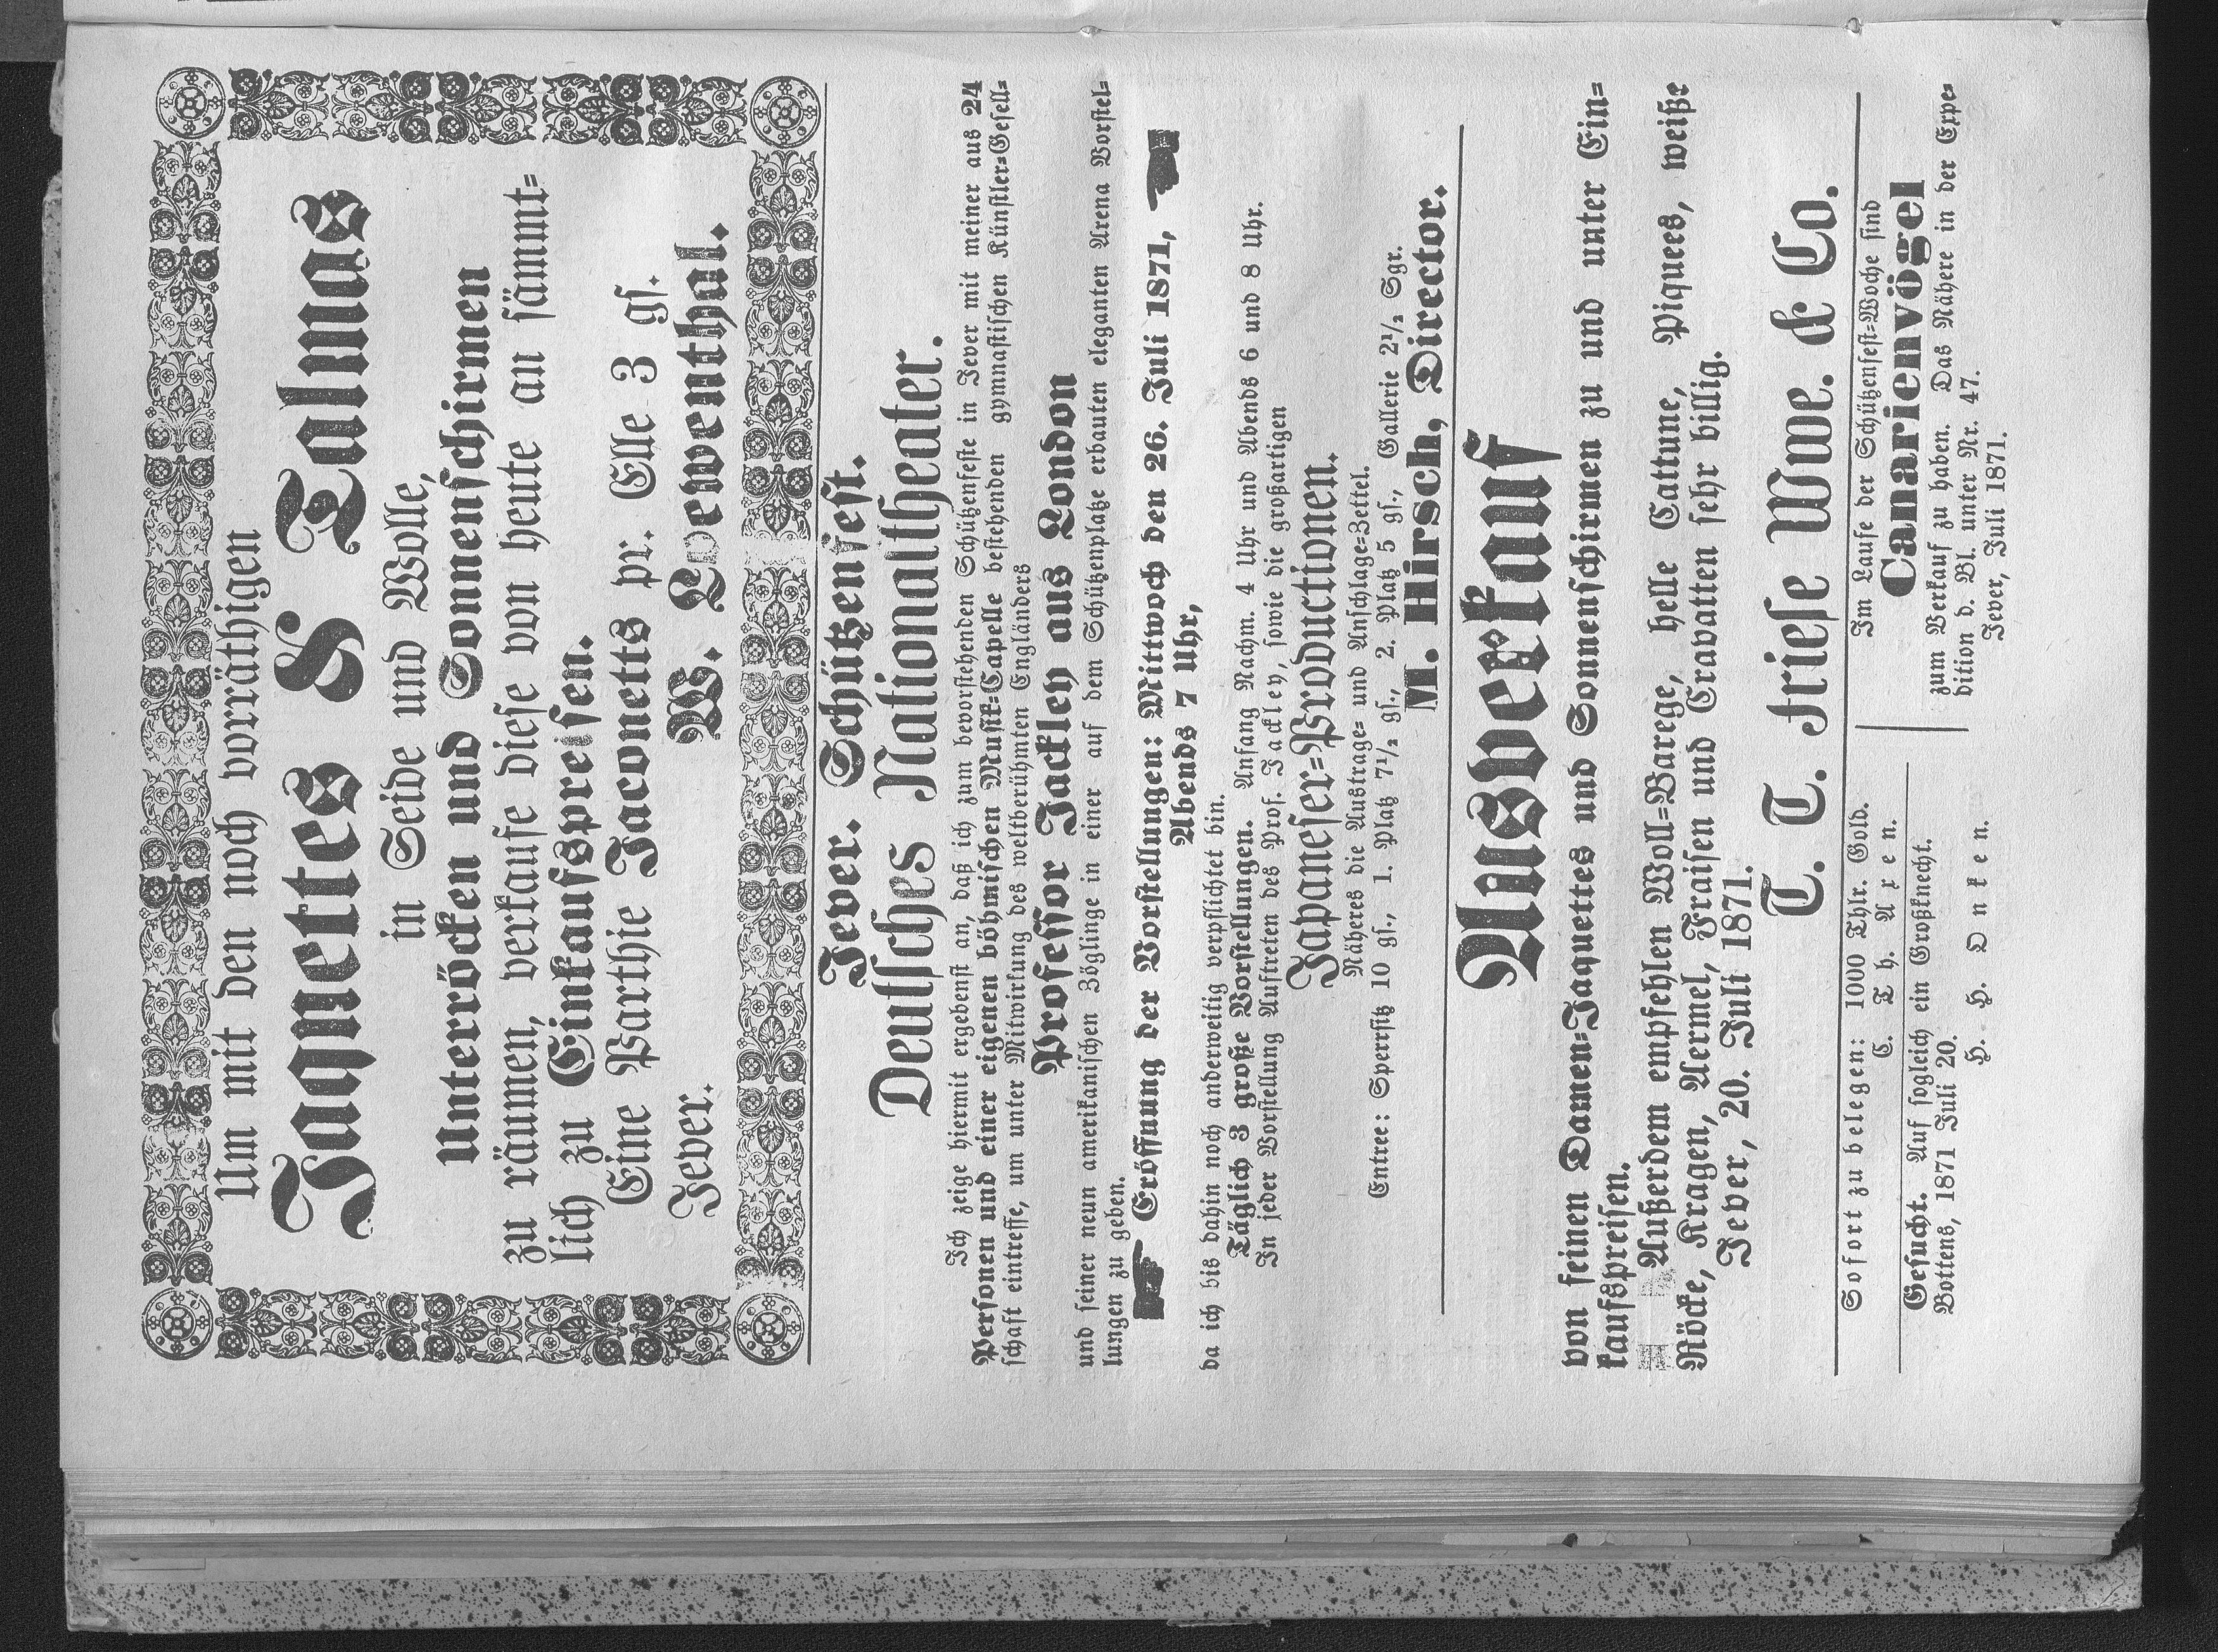 Um mit den noch vorräthigen
Jaquettes & Talmas
in Seide und Wolle,
Unterröcken und Sonnenschirmen
zu räumen, verkaufe diese von heute an sämmt-
lich zu Einkaufspreisen.
Eine Parthie Jaconetts pr. Elle 3 gs.
Jever. W. Loewenthal.
Jever. Schützenfest.
Deutsches Nationaltheater.
Ich zeige hiermit ergebenst an, daß ich zum bevorstehenden Schützenfeste in Jever mit meiner aus 24
Personen und einer eigenen böhmischen Musik-Capelle bestehenden gymnastischen Künstler-Gesell-
schaft eintreffe, um unter Mitwirkung des weltberühmten Engländers
Professor Jackley aus London
und seiner neun amerikanischen Zöglinge in einer auf dem Schützenplatze erbauten eleganten Arena Vorstel-
lungen zu geben.
Eröffnung der Vorstellungen: Mittwoch den 26. Juli 1871,
Abends 7 Uhr,
da ich bis dahin noch anderweitig verpflichtet bin.
Täglich 3 große Vorstellungen. Anfang Nachm. 4 Uhr und Abends 6 und 8 Uhr.
In jeder Vorstellung Auftreten des Prof. Jackley, sowie die großartigen
Japaneser-Productionen.
Näheres die Austrage- und Anschlage-Zettel.
Entree: Sperrsitz 10 gs., 1. Platz 7½ gs., 2. Platz 5 gs., Gallerie 2½ Sgr.
M. Hirsch, Director.
Ausverkauf
von feinen Damen-Jaquettes und Sonnenschirmen zu und unter Ein-
kaufspreisen.
Außerdem empfehlen Woll-Barege, helle Cattune, Piquees, weiße
Röcke, Kragen, Aermel, Fraisen und Cravatten sehr billig.
Jever, 20. Juli 1871.
T. T. Friese Wwe. & Co.
Sofort zu belegen: 1000 Thlr. Gold.
C. Th. Aren.
Gesucht. Auf sogleich ein Großknecht.
Bottens, 1871 Juli 20.
H. H. Onken.
Im Laufe der Schützenfest-Woche sind
Canarienvögel
zum Verkauf zu haben. Das Nähere in der Expe-
dition d. Bl. unter Nr. 47.
Jever, Juli 1871.